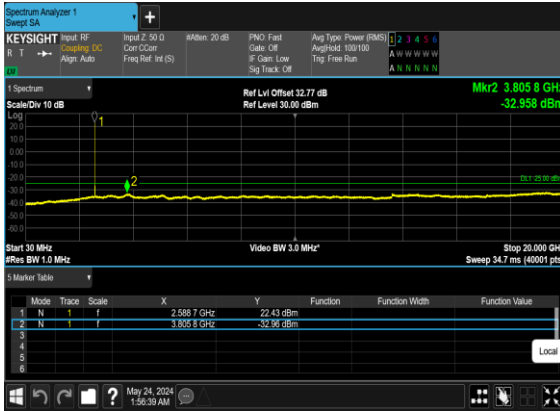 Spectrum Analyzer 1
Swept SA
+
KEYSIGHT Input: RF Input Z: 50 Ω #Atten: 20 dB PNO: Fast Avg Type: Power (RMS) 1 2 3 4 5 6
R T Coupling: DC Corr CCorr Gate: Off Avg|Hold: 100/100 A W W W W W
Align: Auto Freq Ref: Int (S) IF Gain: Low Trig: Free Run
LXI Sig Track: Off A N N N N N
1 Spectrum Ref Lvl Offset 32.77 dB Mkr2 3.805 8 GHz
Scale/Div 10 dB Ref Level 30.00 dBm -32.958 dBm
Log
20.0
10.0
0.00
-10.0
-20.0
-30.0
-40.0
-50.0
-60.0
1
2
DL1 -25.00 dBm
Start 30 MHz Video BW 3.0 MHz* Stop 20.000 GHz
#Res BW 1.0 MHz Sweep 34.7 ms (40001 pts)
5 Marker Table
Mode Trace Scale X Y Function Function Width Function Value
1 N 1 f 2.588 7 GHz 22.43 dBm
2 N 1 f 3.805 8 GHz -32.96 dBm
3
4
5
6
Local
? May 24, 2024
1:56:39 AM